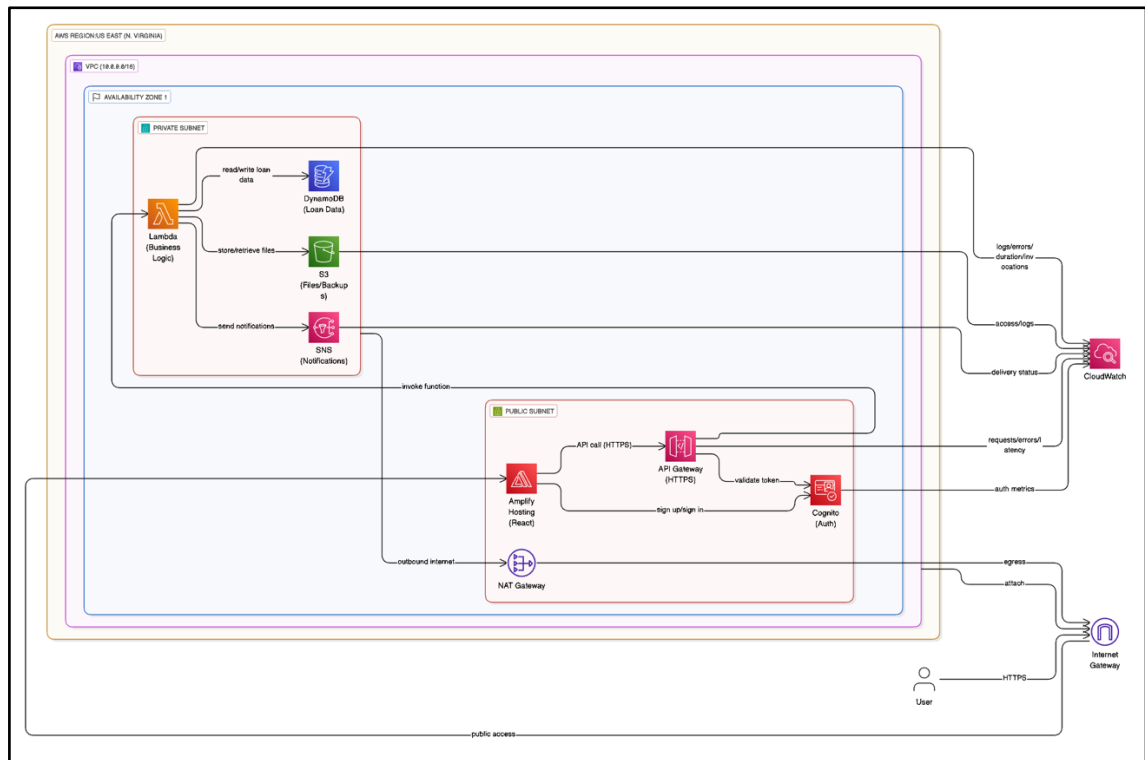 AWS REGION:US EAST (N. VIRGINIA)
VPC (10.0.0.0/16)
AVAILABILITY ZONE 1
PRIVATE SUBNET
read/write loan
data
DynamoDB
(Loan Data)
Lambda
(Business
Logic)
store/retrieve files
S3
(Files/Backup
s)
send notifications
SNS
(Notifications)
logs/errors/
duration/inv
ocations
access/logs
delivery status
CloudWatch
invoke function
PUBLIC SUBNET
API call (HTTPS)
API Gateway
(HTTPS)
requests/errors/l
atency
validate token
Amplify
Hosting
(React)
sign up/sign in
Cognito
(Auth)
auth metrics
outbound internet
NAT Gateway
egress
attach
Internet
Gateway
User
HTTPS
public access